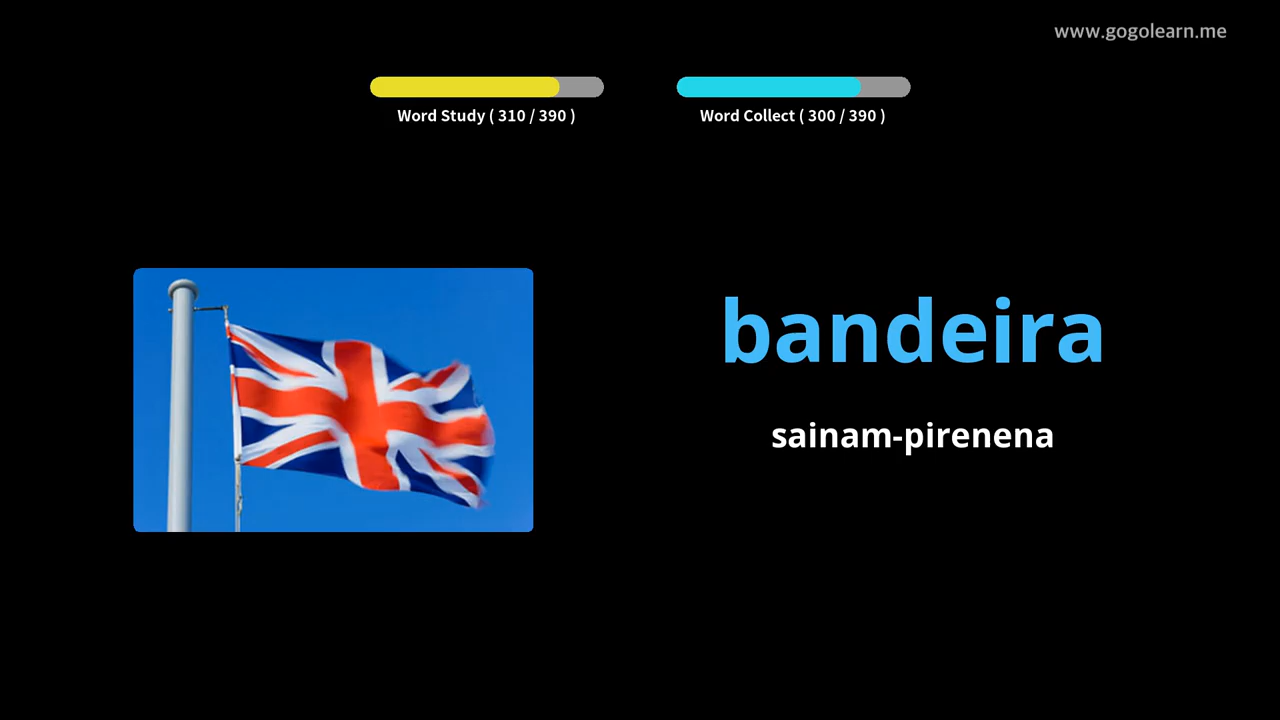 www.gogolearn.me
Word Study ( 310 / 390 )
Word Collect ( 300 / 390 )
bandeira
sainam-pirenena